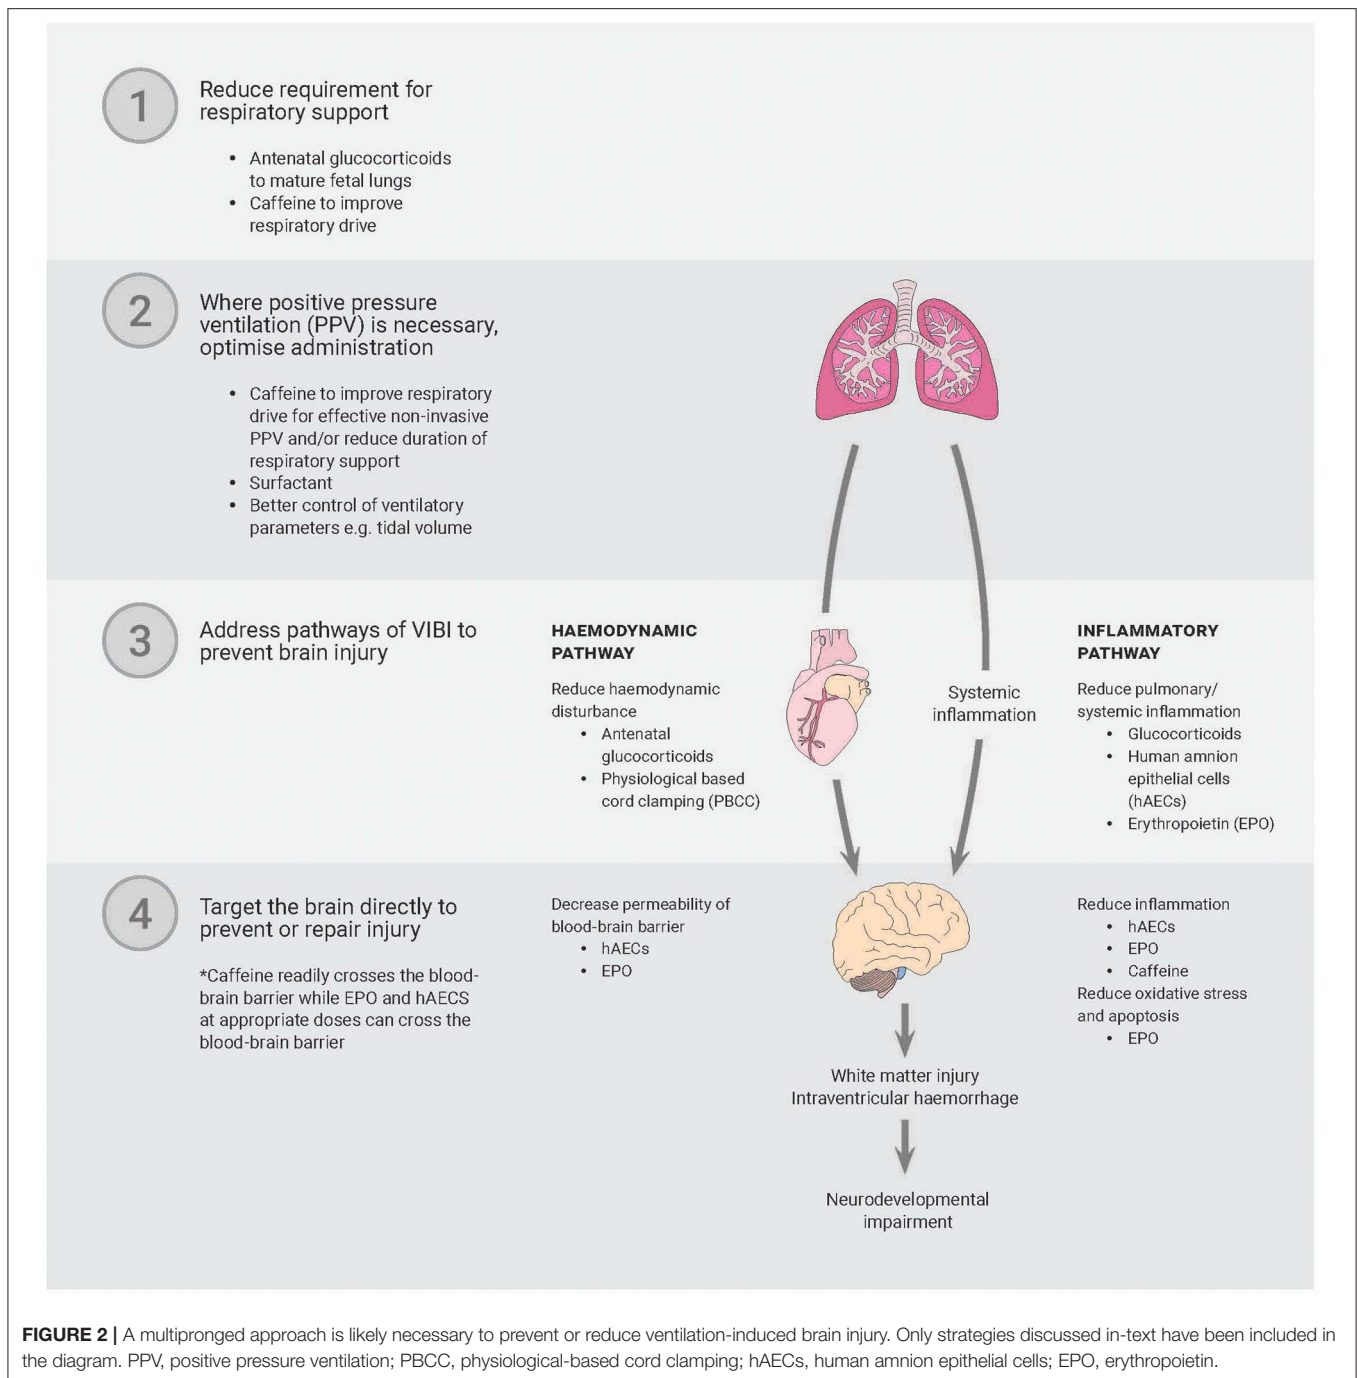 1
Reduce requirement for
respiratory support
• Antenatal glucocorticoids
to mature fetal lungs
• Caffeine to improve
respiratory drive
2
Where positive pressure
ventilation (PPV) is necessary,
optimise administration
• Caffeine to improve respiratory
drive for effective non-invasive
PPV and/or reduce duration of
respiratory support
• Surfactant
• Better control of ventilatory
parameters e.g. tidal volume
3
Address pathways of VIBI to
prevent brain injury
HAEMODYNAMIC
PATHWAY
Reduce haemodynamic
disturbance
• Antenatal
glucocorticoids
• Physiological based
cord clamping (PBCC)
Systemic
inflammation
INFLAMMATORY
PATHWAY
Reduce pulmonary/
systemic inflammation
• Glucocorticoids
• Human amnion
epithelial cells
(hAECs)
• Erythropoietin (EPO)
4
Target the brain directly to
prevent or repair injury
*Caffeine readily crosses the blood-
brain barrier while EPO and hAECS
at appropriate doses can cross the
blood-brain barrier
Decrease permeability of
blood-brain barrier
• hAECs
• EPO
Reduce inflammation
• hAECs
• EPO
• Caffeine
Reduce oxidative stress
and apoptosis
• EPO
White matter injury
Intraventricular haemorrhage
Neurodevelopmental
impairment
FIGURE 2 | A multipronged approach is likely necessary to prevent or reduce ventilation-induced brain injury. Only strategies discussed in-text have been included in
the diagram. PPV, positive pressure ventilation; PBCC, physiological-based cord clamping; hAECs, human amnion epithelial cells; EPO, erythropoietin.